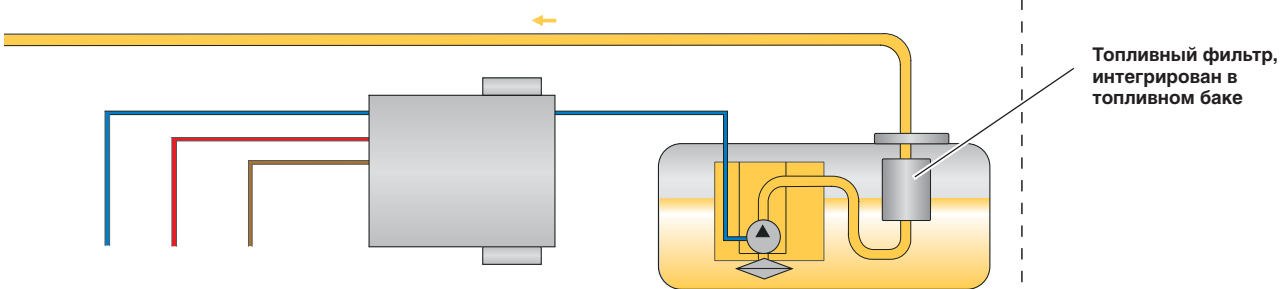 Топливный фильтр,
интегрирован в
топливном баке